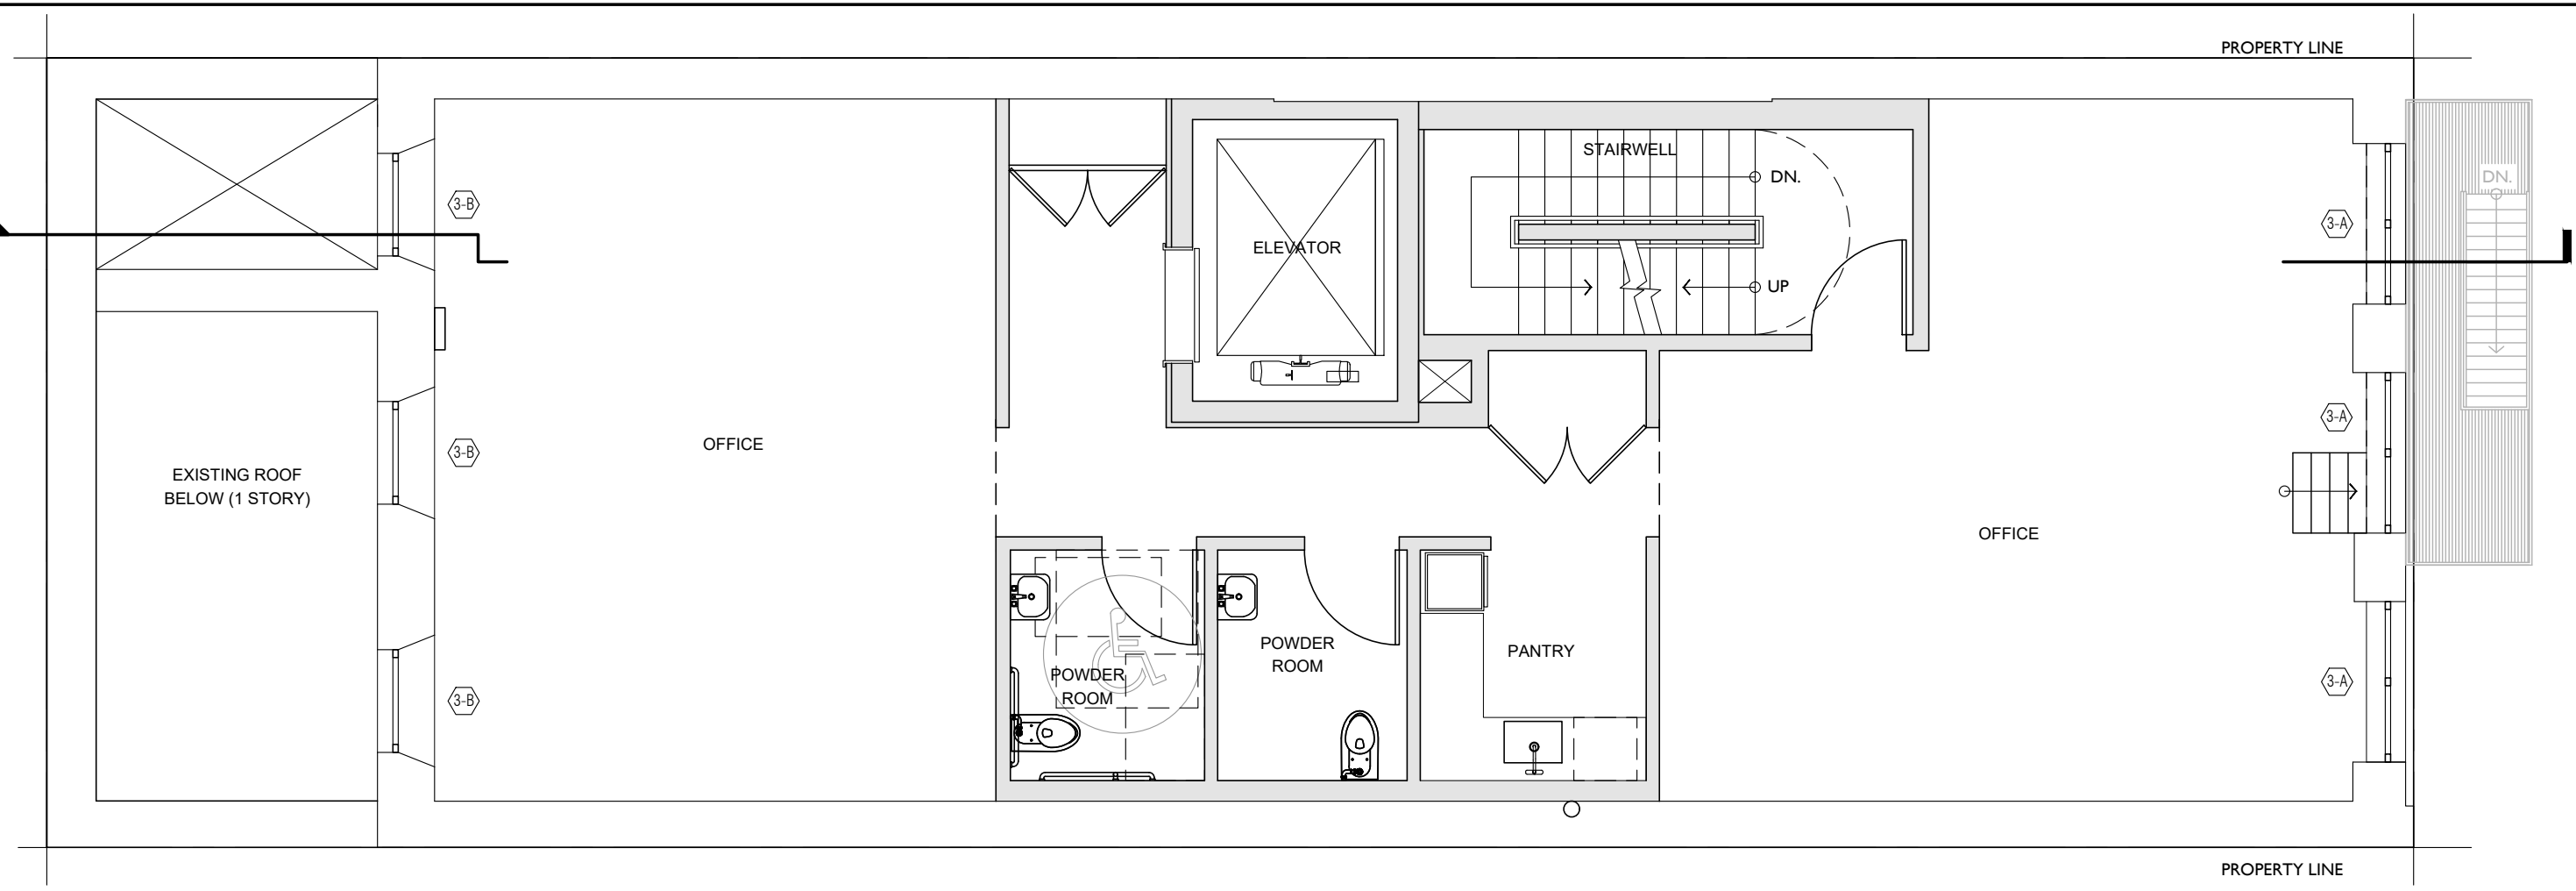 PROPERTY LINE
STAIRWELL
DN.
DN.
3-B
3-A
ELEVATOR
UP
3-A
OFFICE
3-B
EXISTING ROOF
BELOW (1 STORY)
OFFICE
POWDER
ROOM
PANTRY
POWDER
ROOM
3-A
3-B
PROPERTY LINE